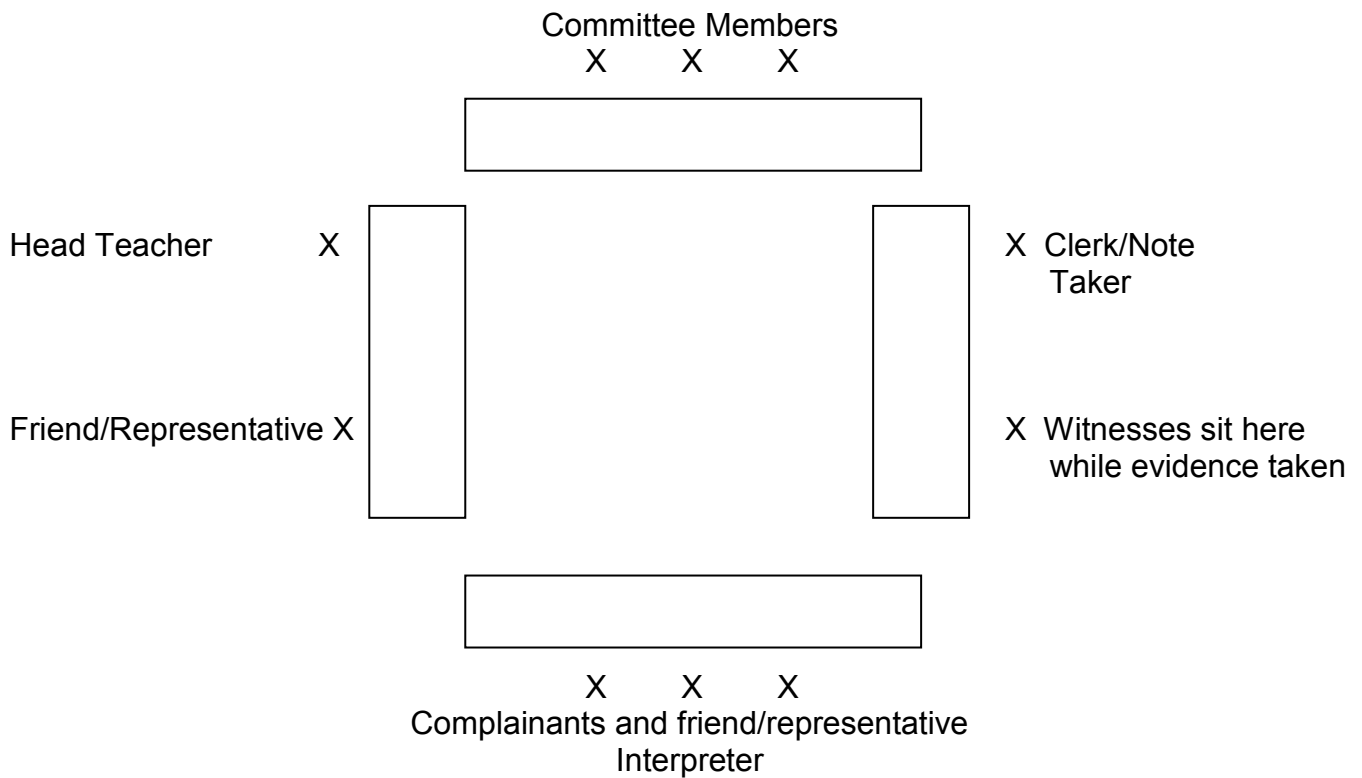 Committee Members
X X X
Head Teacher X
X Clerk/Note
Taker
Friend/Representative X
X Witnesses sit here
while evidence taken
X X X
Complainants and friend/representative
Interpreter